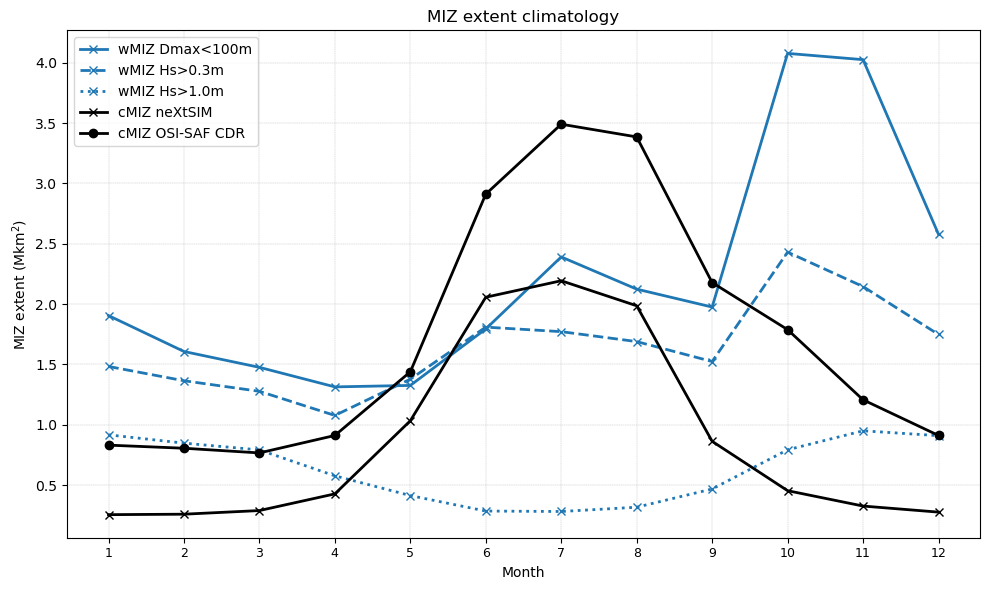 MIZ extent climatology
wMIZ Dmax<100m
wMIZ Hs>0.3m
wMIZ Hs>1.0m
cMIZ neXtSIM
cMIZ OSI-SAF CDR
MIZ extent (Mkm²)
4.0
3.5
3.0
2.5
2.0
1.5
1.0
0.5
1 2 3 4 5 6 7 8 9 10 11 12
Month